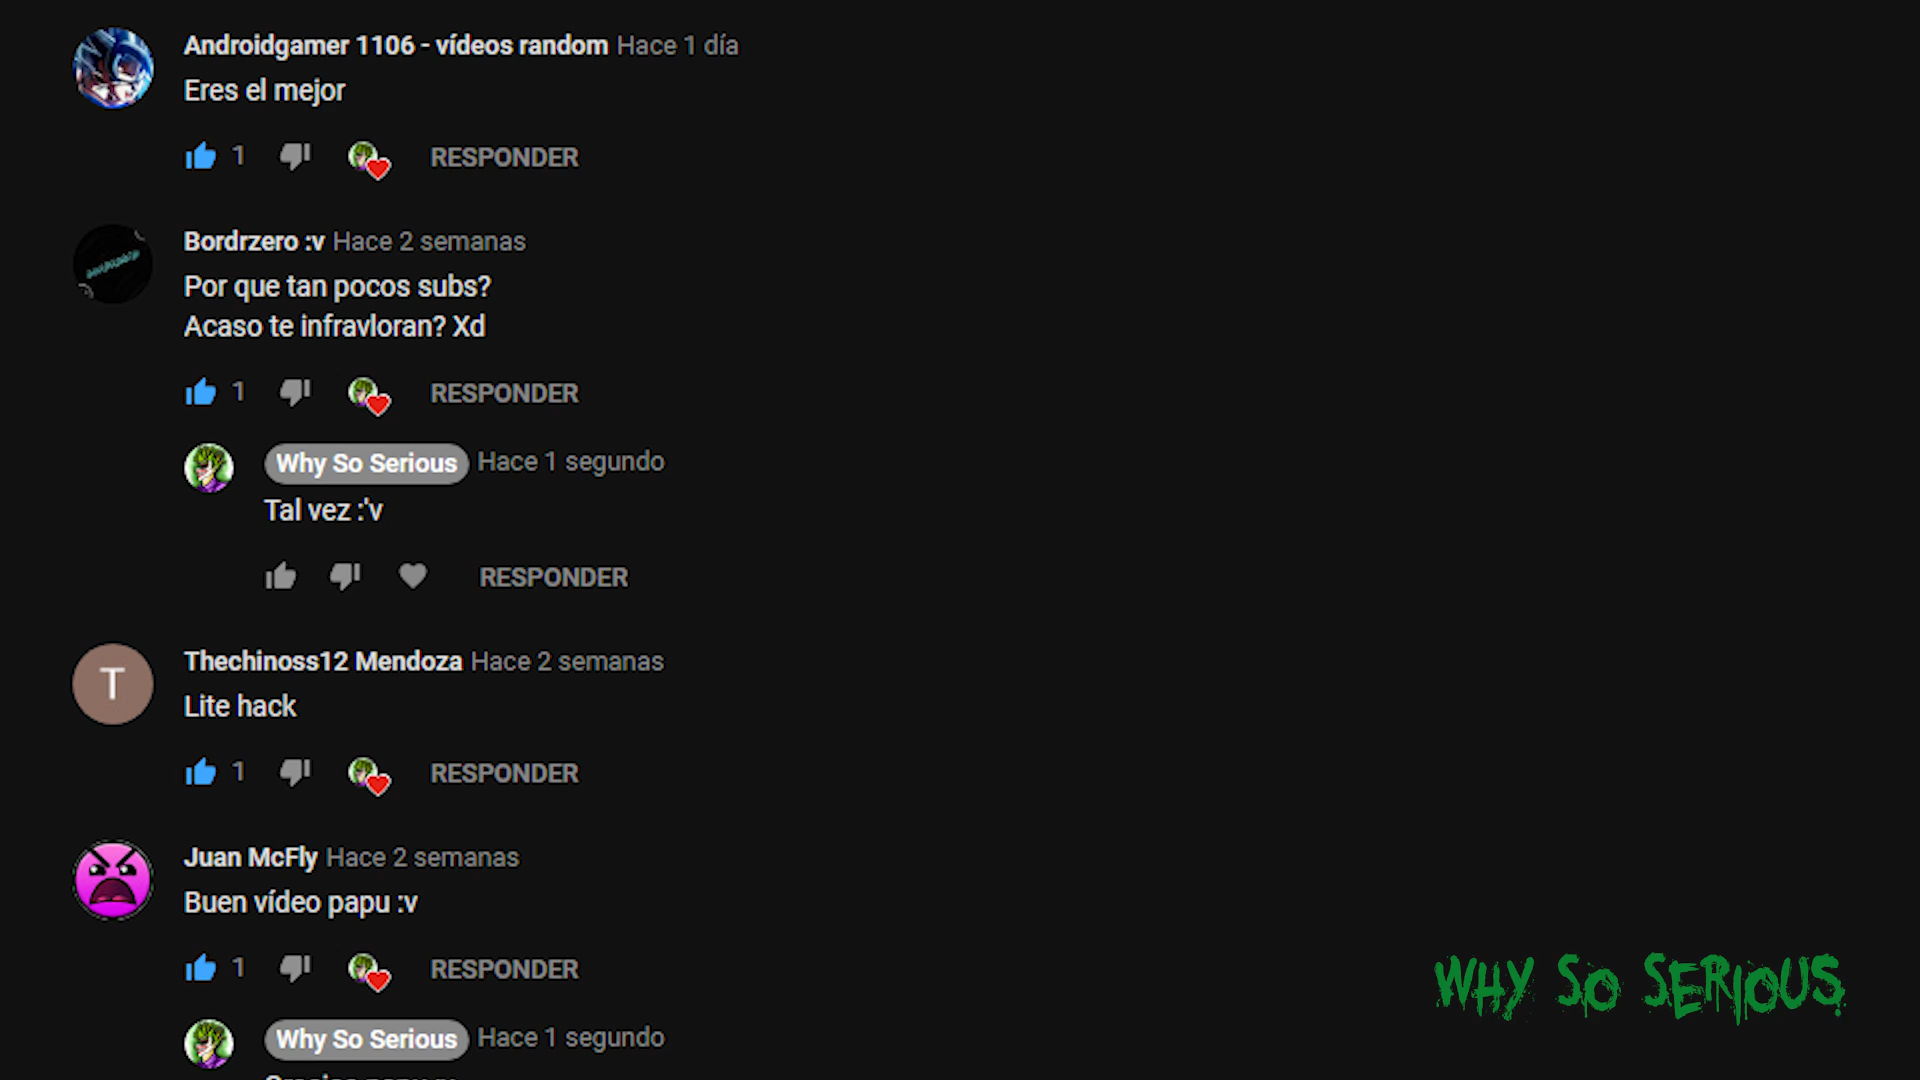 Androidgamer 1106 - vídeos random Hace 1 día
Eres el mejor
1 RESPONDER
Bordrzero :v Hace 2 semanas
Por que tan pocos subs?
Acaso te infravloran? Xd
1 RESPONDER
Why So Serious Hace 1 segundo
Tal vez :'v
RESPONDER
T
Thechinoss12 Mendoza Hace 2 semanas
Lite hack
1 RESPONDER
Juan McFly Hace 2 semanas
Buen vídeo papu :v
1 RESPONDER
WHY SO SERIOUS
Why So Serious Hace 1 segundo